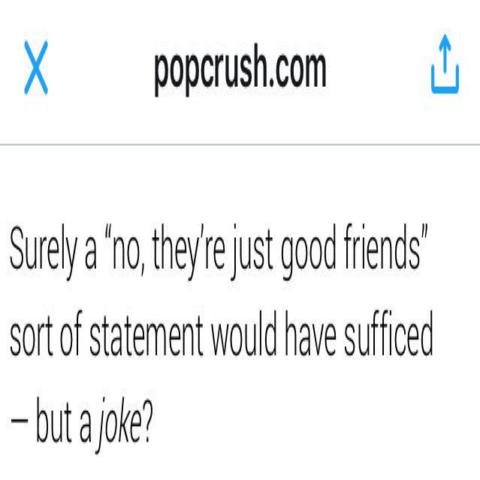 popcrush.com
Surely a “no, they’re just good friends”
sort of statement would have sufficed
– but a joke?